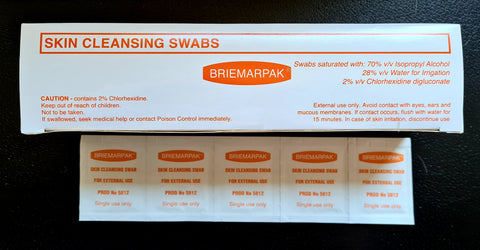 SKIN CLEANSING SWABS
BRIEMARPAK®
Swabs saturated with: 70% v/v Isopropyl Alcohol
28% v/v Water for Irrigation
2% v/v Chlorhexidine digluconate
CAUTION - contains 2% Chlorhexidine.
Keep out of reach of children.
Not to be taken.
If swallowed, seek medical help or contact Poison Control immediately.
External use only. Avoid contact with eyes, ears and
mucous membranes. If contact occurs, flush with water for
15 minutes. In case of skin irritation, discontinue use
BRIEMARPAK® BRIEMARPAK® BRIEMARPAK® BRIEMARPAK® BRIEMARPAK®
SKIN CLEANSING SWAB SKIN CLEANSING SWAB SKIN CLEANSING SWAB SKIN CLEANSING SWAB SKIN CLEANSING SWAB
FOR EXTERNAL USE FOR EXTERNAL USE FOR EXTERNAL USE FOR EXTERNAL USE FOR EXTERNAL USE
PROD No 5812 PROD No 5812 PROD No 5812 PROD No 5812 PROD No 5812
Single use only Single use only Single use only Single use only Single use only